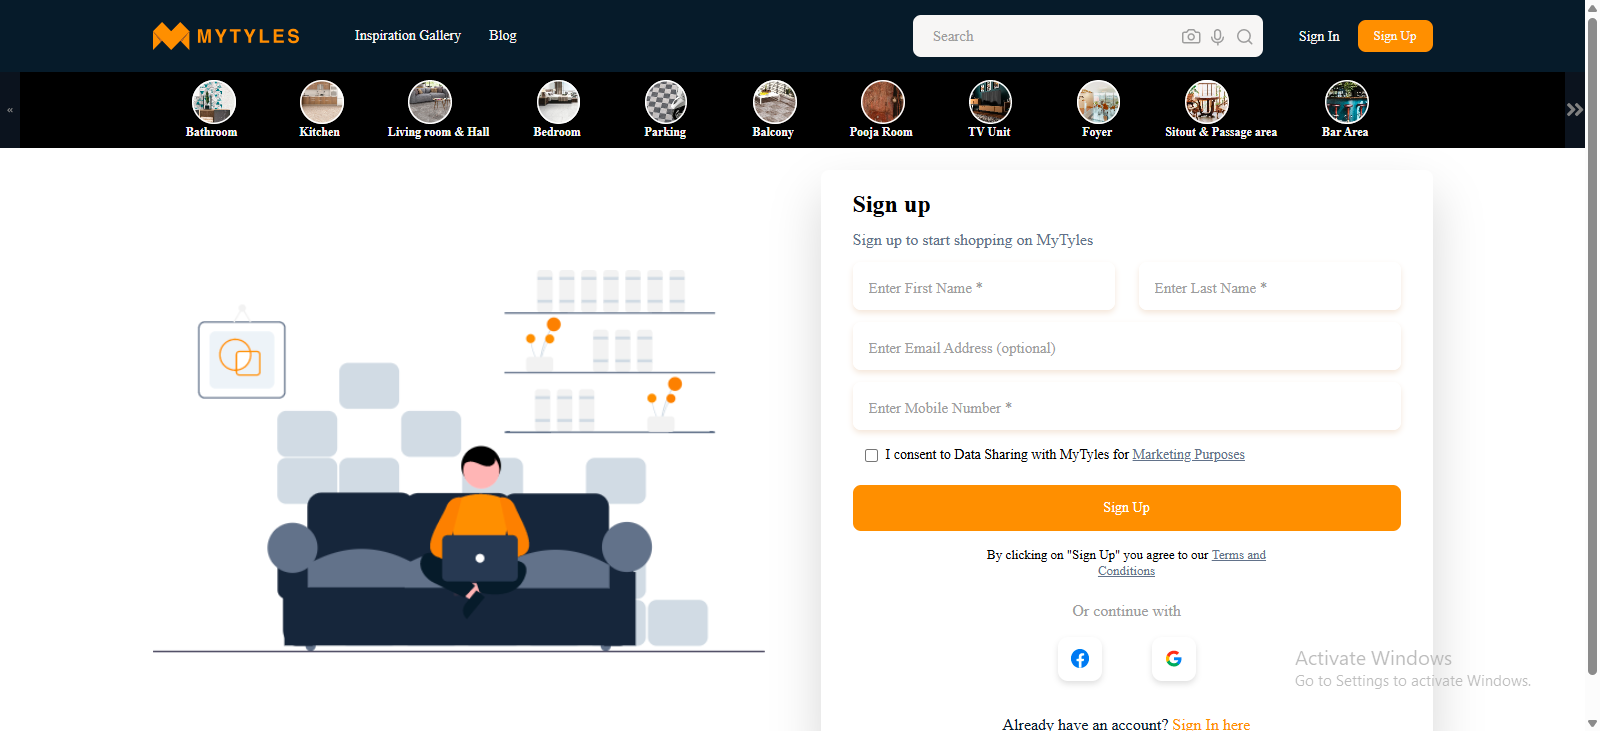 MYTYLES
Inspiration Gallery
Blog
Search
Sign In
Sign Up
«
Bathroom
Kitchen
Living room & Hall
Bedroom
Parking
Balcony
Pooja Room
TV Unit
Foyer
Sitout & Passage area
Bar Area
»
Sign up
Sign up to start shopping on MyTyles
Enter First Name *
Enter Last Name *
Enter Email Address (optional)
Enter Mobile Number *
I consent to Data Sharing with MyTyles for Marketing Purposes
Sign Up
By clicking on "Sign Up" you agree to our Terms and
Conditions
Or continue with
Activate Windows
Go to Settings to activate Windows.
Already have an account? Sign In here